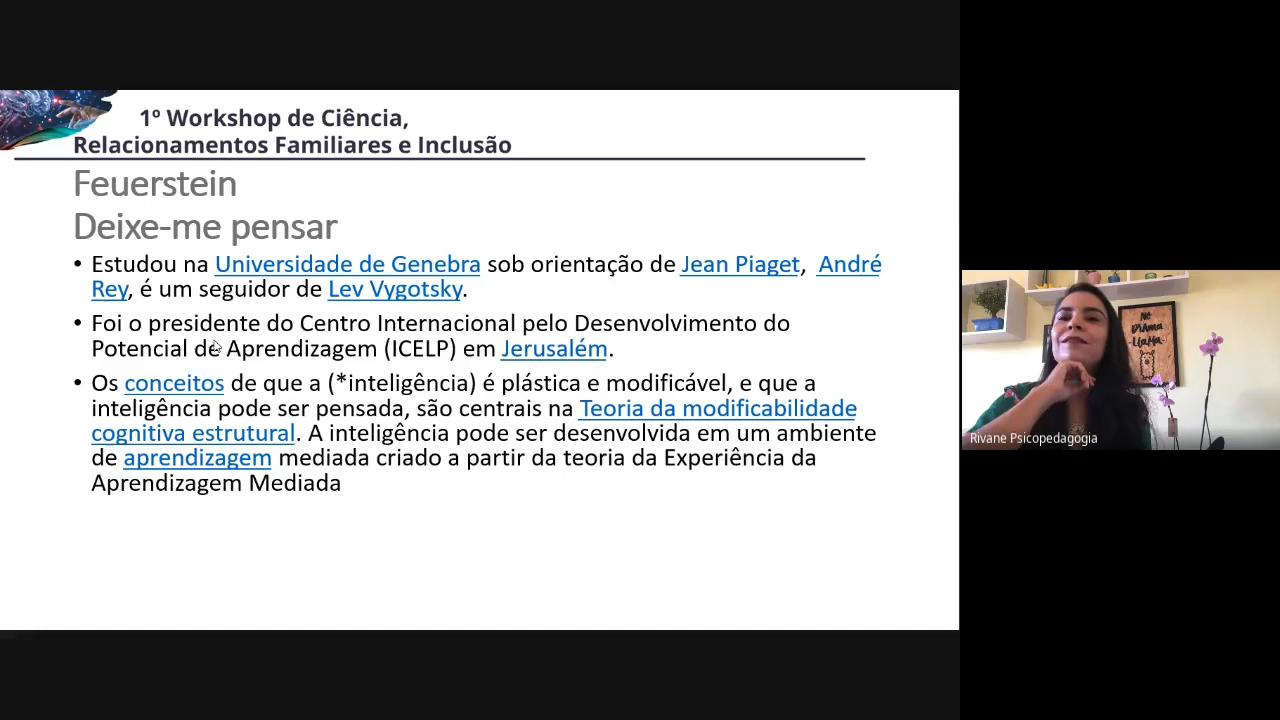 1º Workshop de Ciência,
Relacionamentos Familiares e Inclusão
Feuerstein
Deixe-me pensar
• Estudou na Universidade de Genebra sob orientação de Jean Piaget, André
Rey, é um seguidor de Lev Vygotsky.
• Foi o presidente do Centro Internacional pelo Desenvolvimento do
Potencial de Aprendizagem (ICELP) em Jerusalém.
• Os conceitos de que a (*inteligência) é plástica e modificável, e que a
inteligência pode ser pensada, são centrais na Teoria da modificabilidade
cognitiva estrutural. A inteligência pode ser desenvolvida em um ambiente
de aprendizagem mediada criado a partir da teoria da Experiência da
Aprendizagem Mediada
No
DRAMA
LLAMA
Rivane Psicopedagogia